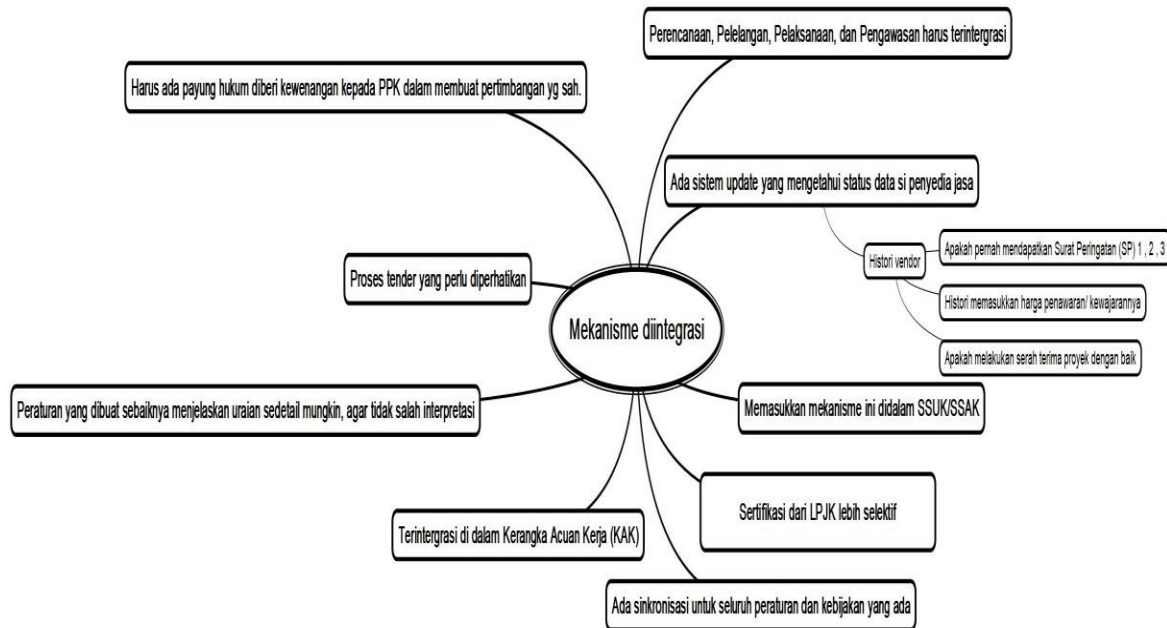 Perencanaan, Pelelangan, Pelaksanaan, dan Pengawasan harus terintergrasi
Harus ada payung hukum diberi kewenangan kepada PPK dalam membuat pertimbangan yg sah.
Ada sistem update yang mengetahui status data si penyedia jasa
Histori vendor
Apakah pernah mendapatkan Surat Peringatan (SP) 1 , 2 , 3
Histori memasukkan harga penawaran/ kewajarannya
Apakah melakukan serah terima proyek dengan baik
Proses tender yang perlu diperhatikan
Mekanisme diintegrasi
Peraturan yang dibuat sebaiknya menjelaskan uraian sedetail mungkin, agar tidak salah interpretasi
Memasukkan mekanisme ini didalam SSUK/SSAK
Sertifikasi dari LPJK lebih selektif
Terintergrasi di dalam Kerangka Acuan Kerja (KAK)
Ada sinkronisasi untuk seluruh peraturan dan kebijakan yang ada